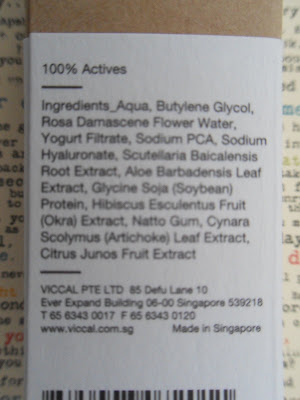 100% Actives
Ingredients_Aqua, Butylene Glycol,
Rosa Damascene Flower Water,
Yogurt Filtrate, Sodium PCA, Sodium
Hyaluronate, Scutellaria Baicalensis
Root Extract, Aloe Barbadensis Leaf
Extract, Glycine Soja (Soybean)
Protein, Hibiscus Esculentus Fruit
(Okra) Extract, Natto Gum, Cynara
Scolymus (Artichoke) Leaf Extract,
Citrus Junos Fruit Extract
VICCAL PTE LTD 85 Defu Lane 10
Ever Expand Building 06-00 Singapore 539218
T 65 6343 0017 F 65 6343 0120
www.viccal.com.sg Made in Singapore